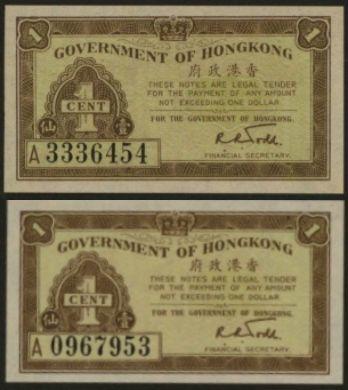 1 1
GOVERNMENT OF HONGKONG
府政港香
THESE NOTES ARE LEGAL TENDER
FOR THE PAYMENT OF ANY AMOUNT
NOT EXCEEDING ONE DOLLAR.
1
CENT
仙 壹
FOR THE GOVERNMENT OF HONGKONG.
A 3336454
FINANCIAL SECRETARY.
1 1
GOVERNMENT OF HONGKONG
府政港香
THESE NOTES ARE LEGAL TENDER
FOR THE PAYMENT OF ANY AMOUNT
NOT EXCEEDING ONE DOLLAR.
1
CENT
仙 壹
FOR THE GOVERNMENT OF HONGKONG.
A 0967953
FINANCIAL SECRETARY.